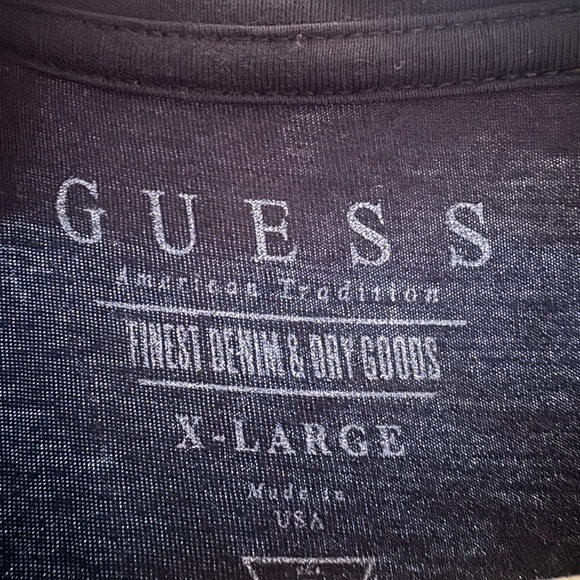 GUESS
American Tradition
FINEST DENIM & DRY GOODS
X-LARGE
Made in
USA